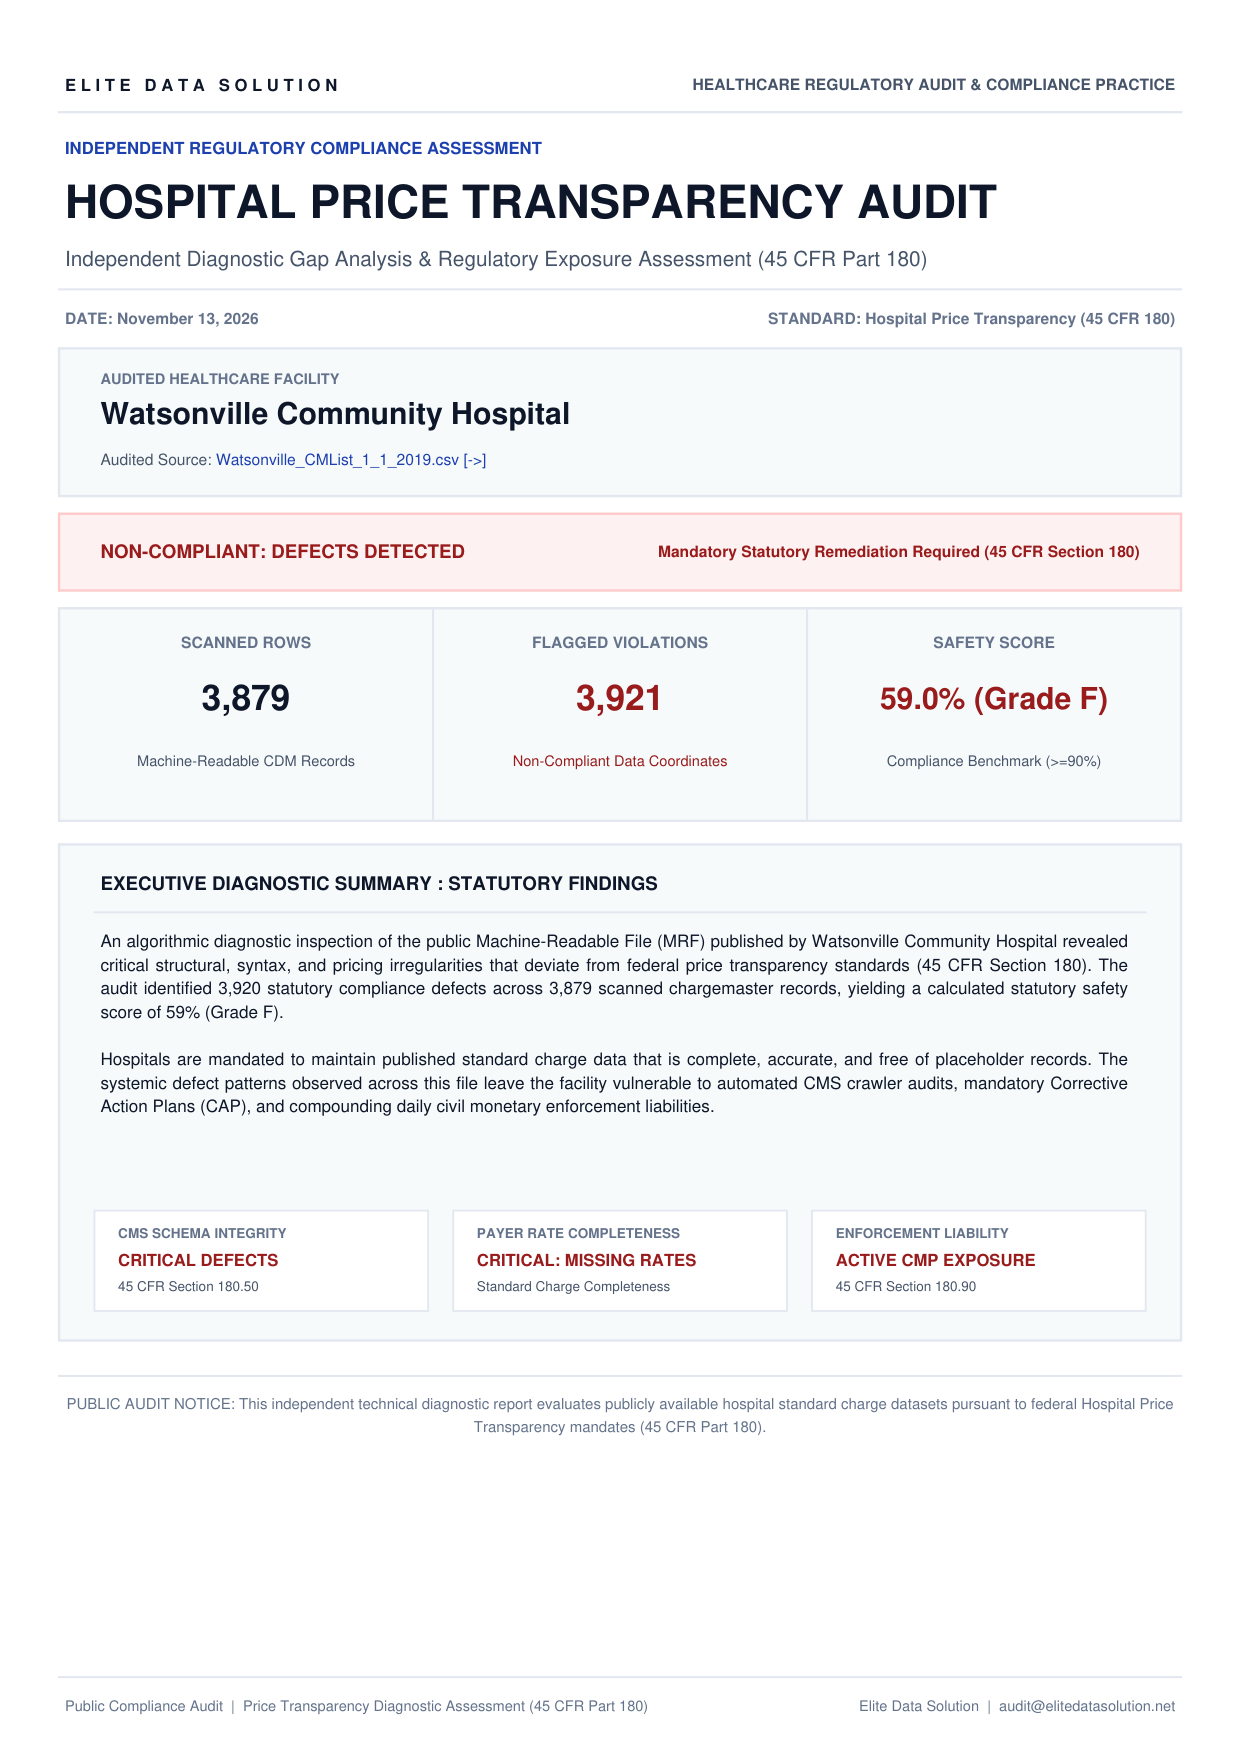 ELITE DATA SOLUTION
HEALTHCARE REGULATORY AUDIT & COMPLIANCE PRACTICE
INDEPENDENT REGULATORY COMPLIANCE ASSESSMENT
HOSPITAL PRICE TRANSPARENCY AUDIT
Independent Diagnostic Gap Analysis & Regulatory Exposure Assessment (45 CFR Part 180)
DATE: November 13, 2026
STANDARD: Hospital Price Transparency (45 CFR 180)
AUDITED HEALTHCARE FACILITY
Watsonville Community Hospital
Audited Source: Watsonville_CMList_1_1_2019.csv [->]
NON-COMPLIANT: DEFECTS DETECTED
Mandatory Statutory Remediation Required (45 CFR Section 180)
SCANNED ROWS
3,879
Machine-Readable CDM Records
FLAGGED VIOLATIONS
3,921
Non-Compliant Data Coordinates
SAFETY SCORE
59.0% (Grade F)
Compliance Benchmark (>=90%)
EXECUTIVE DIAGNOSTIC SUMMARY : STATUTORY FINDINGS
An algorithmic diagnostic inspection of the public Machine-Readable File (MRF) published by Watsonville Community Hospital revealed
critical structural, syntax, and pricing irregularities that deviate from federal price transparency standards (45 CFR Section 180). The
audit identified 3,920 statutory compliance defects across 3,879 scanned chargemaster records, yielding a calculated statutory safety
score of 59% (Grade F).
Hospitals are mandated to maintain published standard charge data that is complete, accurate, and free of placeholder records. The
systemic defect patterns observed across this file leave the facility vulnerable to automated CMS crawler audits, mandatory Corrective
Action Plans (CAP), and compounding daily civil monetary enforcement liabilities.
CMS SCHEMA INTEGRITY
CRITICAL DEFECTS
45 CFR Section 180.50
PAYER RATE COMPLETENESS
CRITICAL: MISSING RATES
Standard Charge Completeness
ENFORCEMENT LIABILITY
ACTIVE CMP EXPOSURE
45 CFR Section 180.90
PUBLIC AUDIT NOTICE: This independent technical diagnostic report evaluates publicly available hospital standard charge datasets pursuant to federal Hospital Price
Transparency mandates (45 CFR Part 180).
Public Compliance Audit | Price Transparency Diagnostic Assessment (45 CFR Part 180)
Elite Data Solution | audit@elitedatasolution.net